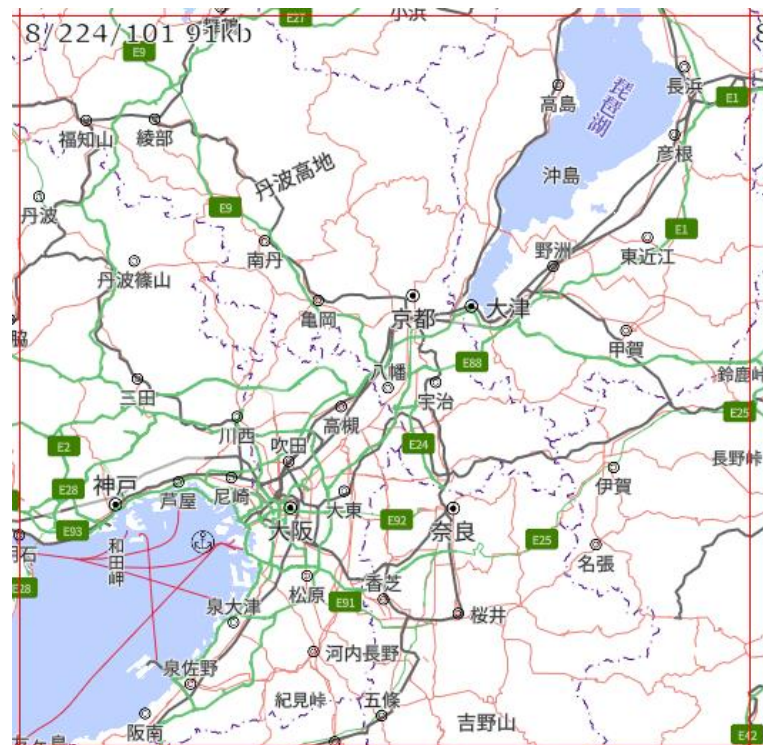 小浜
E27
8/224/101 91kb
8
E9
長浜
高島
琵琶湖
E1
福知山
綾部
彦根
丹波高地
沖島
丹波
E9
E1
南丹
野洲
東近江
丹波篠山
亀岡
京都
大津
甲賀
E88
八幡
宇治
鈴鹿峠
三田
高槻
川西
E25
E2
E24
吹田
長野峠
伊賀
E28
神戸
芦屋
尼崎
大東
大阪
E92
奈良
E93
E25
和田岬
名張
E28
松原
香芝
E91
泉大津
桜井
河内長野
泉佐野
紀見峠
五條
阪南
吉野山
E42